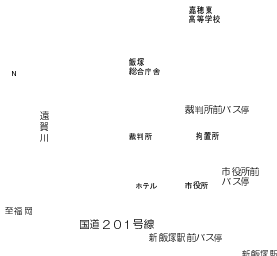 嘉穂東
高等学校
飯塚
総合庁舎
N
遠賀川
裁判所前バス停
裁判所
拘置所
市役所前
バス停
ホテル
市役所
至福岡
国道201号線
新飯塚駅前バス停
新飯塚駅